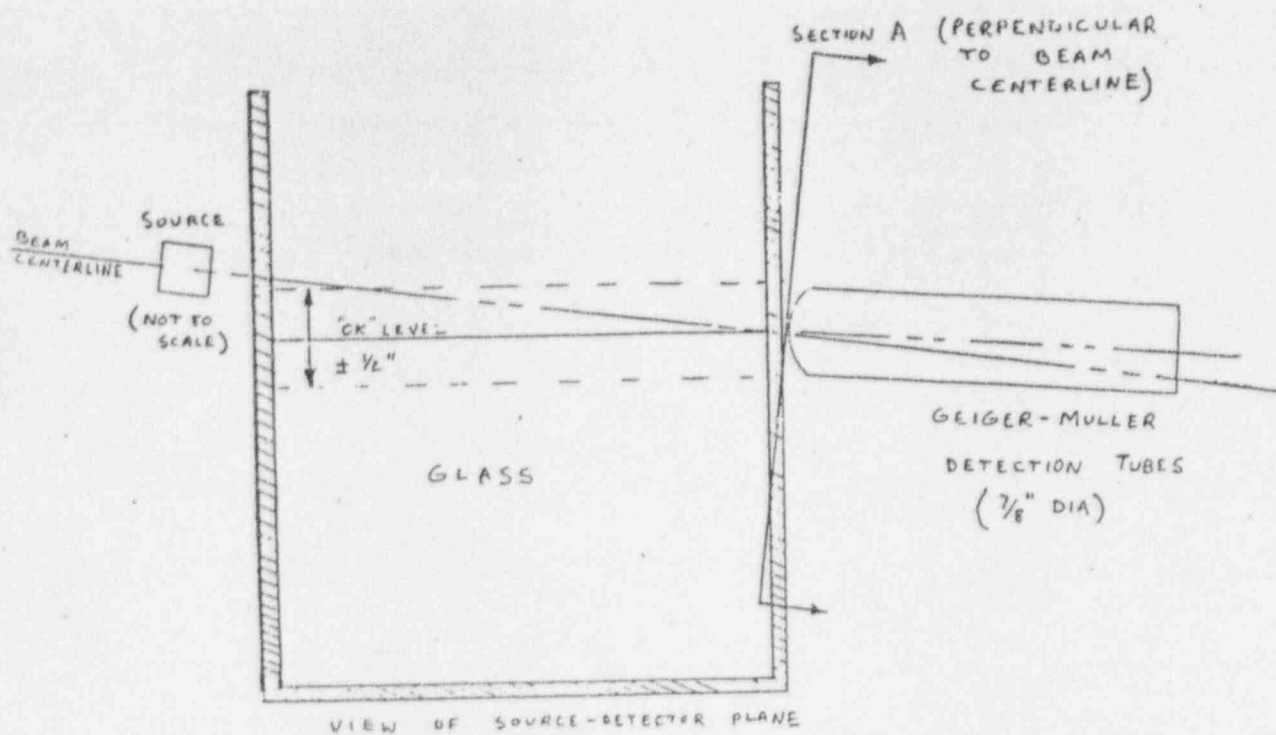 SECTION A (PERPENDICULAR
TO BEAM
CENTERLINE)
SOURCE
BEAM
CENTERLINE
(NOT TO
SCALE)
"OK" LEVEL
± 1/2"
GLASS
GEIGER-MULLER
DETECTION TUBES
(7/8" DIA)
VIEW OF SOURCE-DETECTOR PLANE